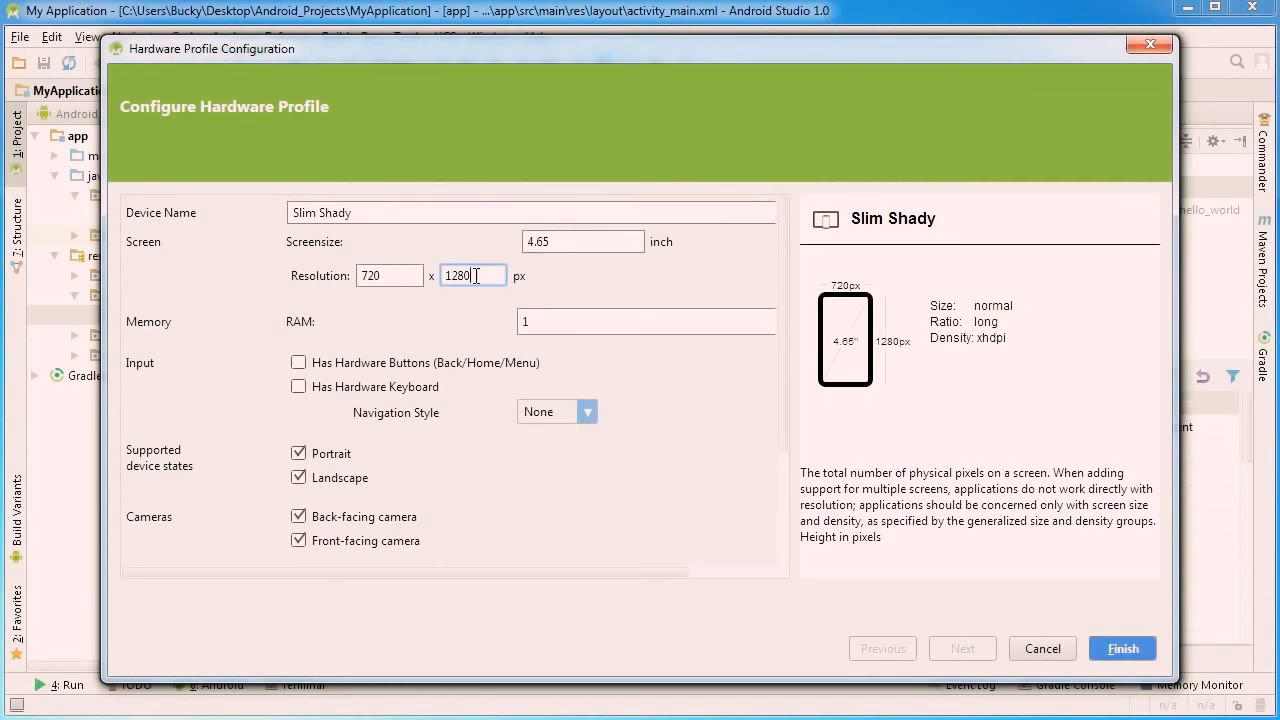 My Application - [C:\Users\Bucky\Desktop\Android_Projects\MyApplication] - [app] - ...\app\src\main\res\layout\activity_main.xml - Android Studio 1.0
File Edit View
Hardware Profile Configuration
MyApplicatio
Configure Hardware Profile
Android
1: Project
app
m
jav
res
Gradle
7: Structure
Build Variants
2: Favorites
Device Name Slim Shady
Screen Screensize: 4.65 inch
Resolution: 720 x 1280 px
Memory RAM: 1
Input Has Hardware Buttons (Back/Home/Menu)
Has Hardware Keyboard
Navigation Style None
Supported
device states
Portrait
Landscape
Cameras Back-facing camera
Front-facing camera
Slim Shady
720px
4.65"
1280px
Size: normal
Ratio: long
Density: xhdpi
The total number of physical pixels on a screen. When adding
support for multiple screens, applications do not work directly with
resolution; applications should be concerned only with screen size
and density, as specified by the generalized size and density groups.
Height in pixels
Previous Next Cancel Finish
Commander
Maven Projects
Gradle
hello_world
ent
4: Run TODO 6: Android Terminal Event Log Gradle Console Memory Monitor
n/a n/a